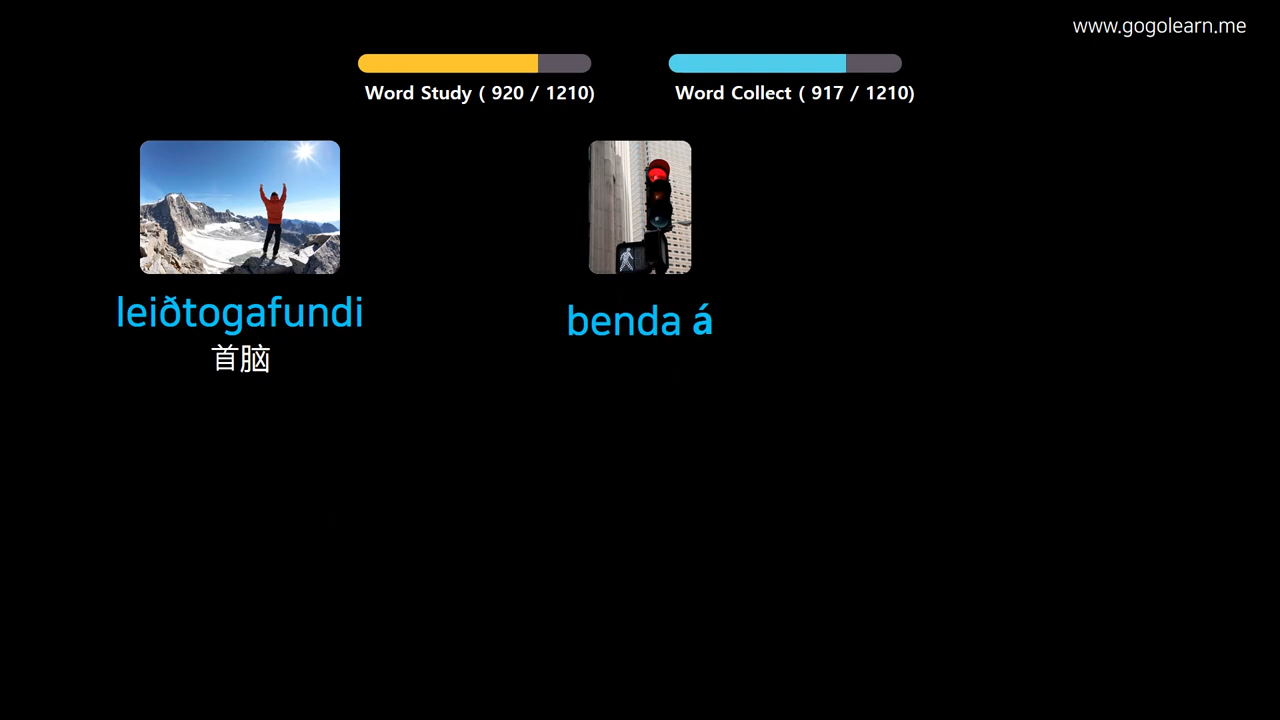 www.gogolearn.me
Word Study ( 920 / 1210)
Word Collect ( 917 / 1210)
leiðtogafundi
首脑
benda á